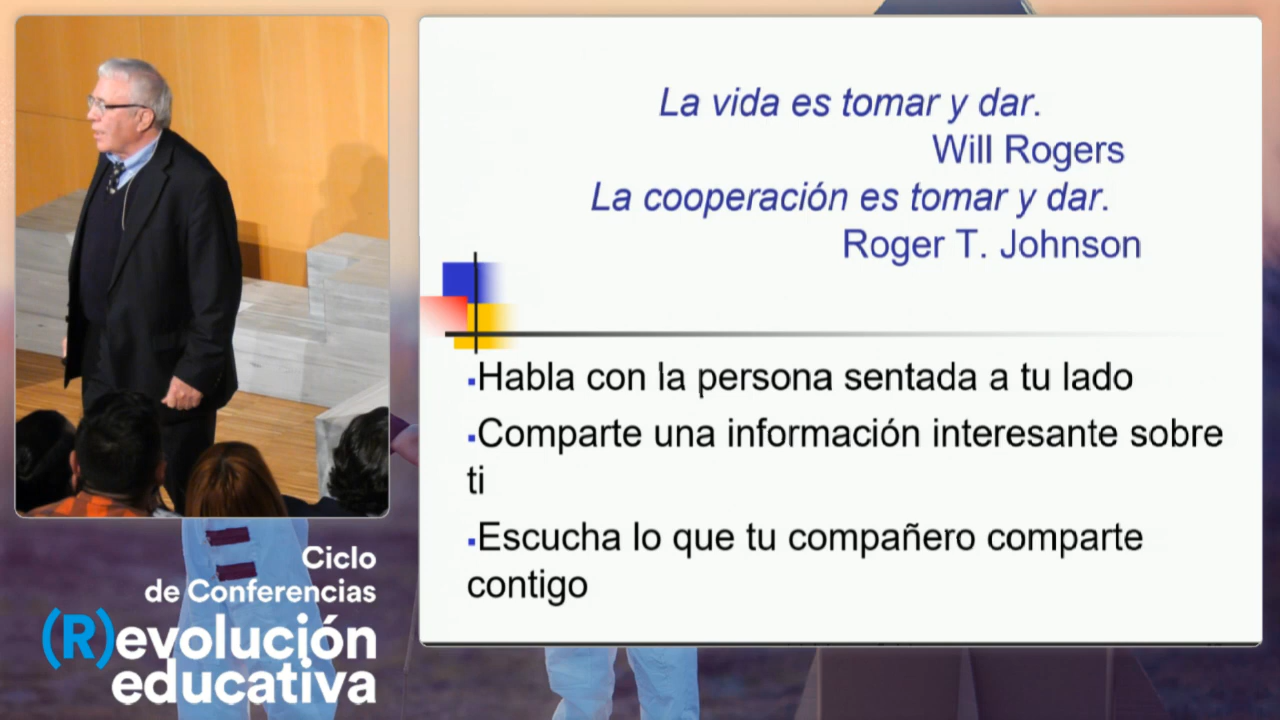 La vida es tomar y dar.
Will Rogers
La cooperación es tomar y dar.
Roger T. Johnson
▪Habla con la persona sentada a tu lado
▪Comparte una información interesante sobre
ti
▪Escucha lo que tu compañero comparte
contigo
Ciclo
de Conferencias
(R)evolución
educativa